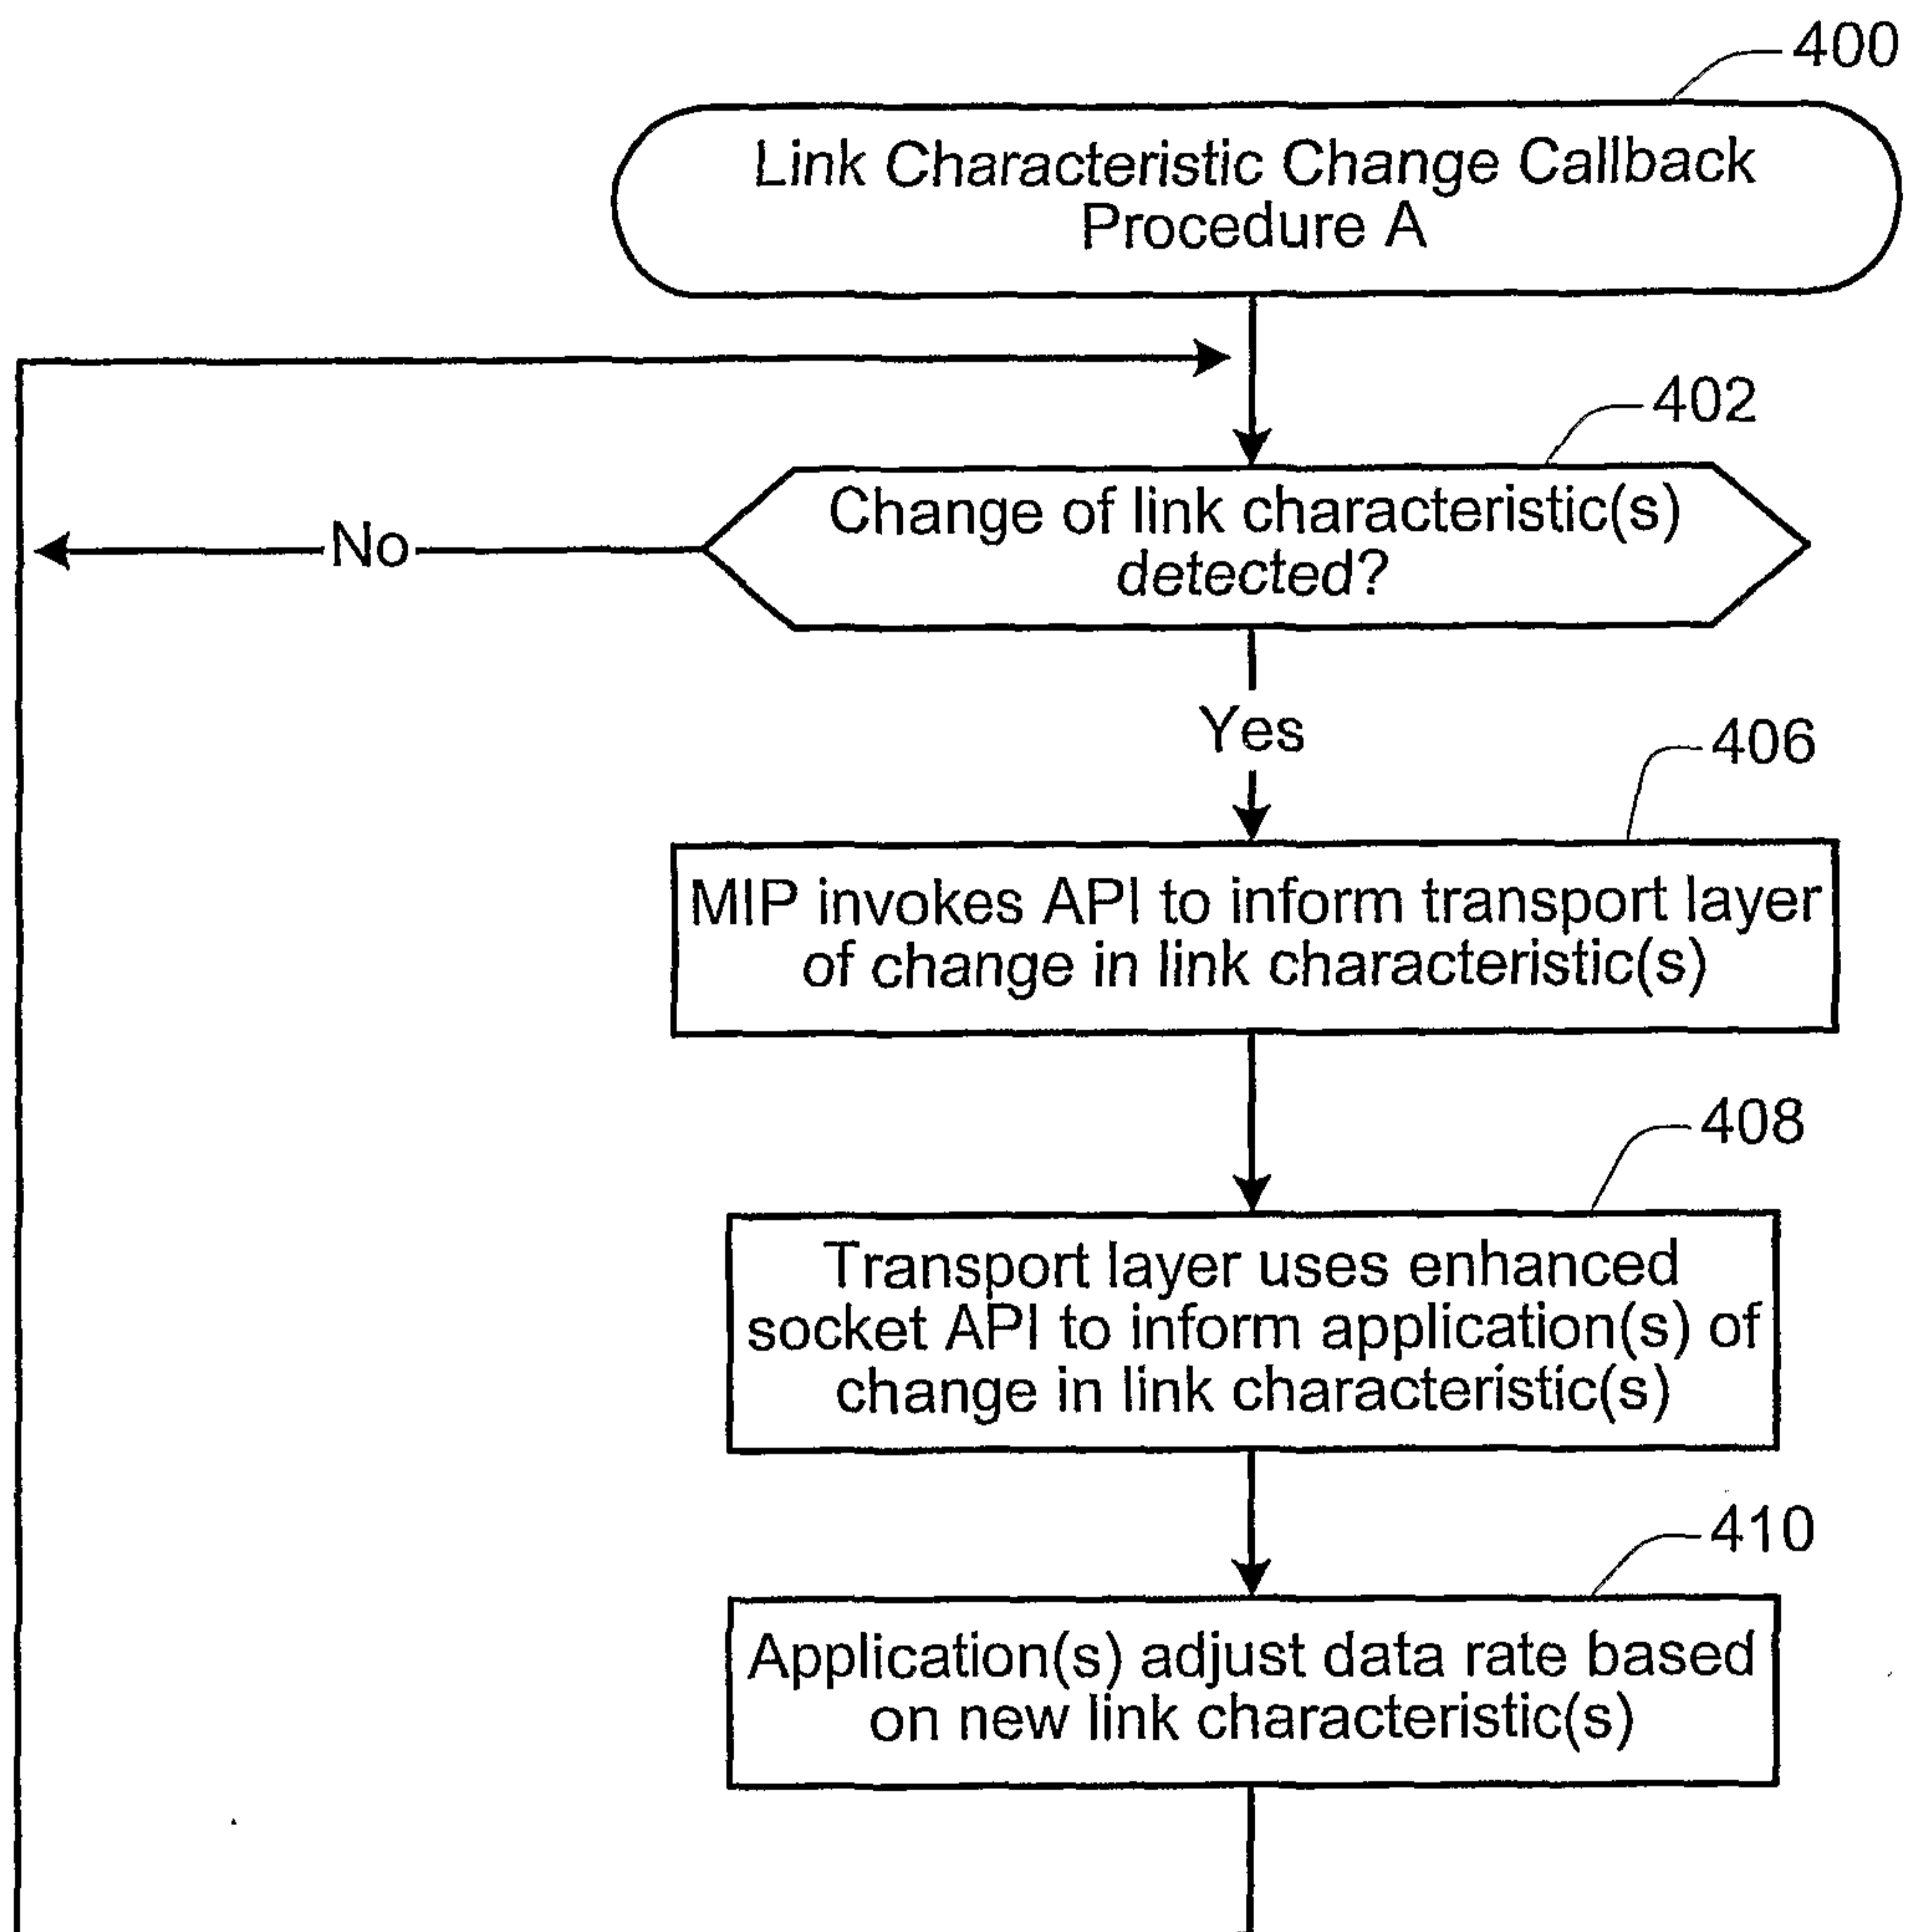 400
Link Characteristic Change Callback
Procedure A
402
Change of link characteristic(s)
detected?
No
Yes
406
MIP invokes API to inform transport layer
of change in link characteristic(s)
408
Transport layer uses enhanced
socket API to inform application(s) of
change in link characteristic(s)
410
Application(s) adjust data rate based
on new link characteristic(s)